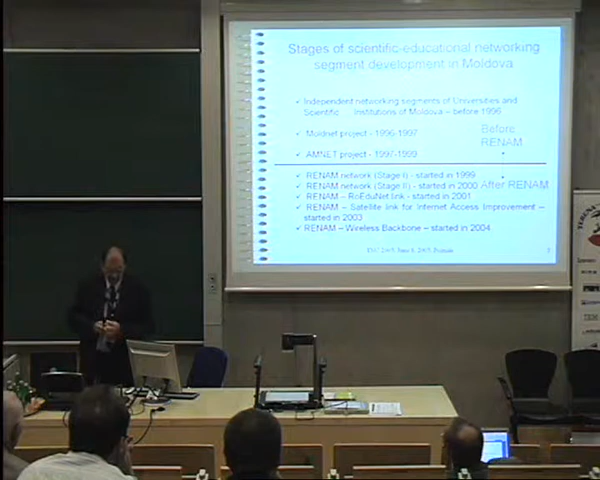 Stages of scientific-educational networking
segment development in Moldova
✓ Independent networking segments of Universities and
Scientific Institutions of Moldova – before 1996
✓ Moldnet project - 1996-1997
Before
RENAM
✓ AMNET project - 1997-1999
✓ RENAM network (Stage I) - started in 1999
✓ RENAM network (Stage II) - started in 2000
After RENAM
✓ RENAM – RoEduNet link - started in 2001
✓ RENAM – Satellite link for Internet Access Improvement –
started in 2003
✓ RENAM – Wireless Backbone – started in 2004